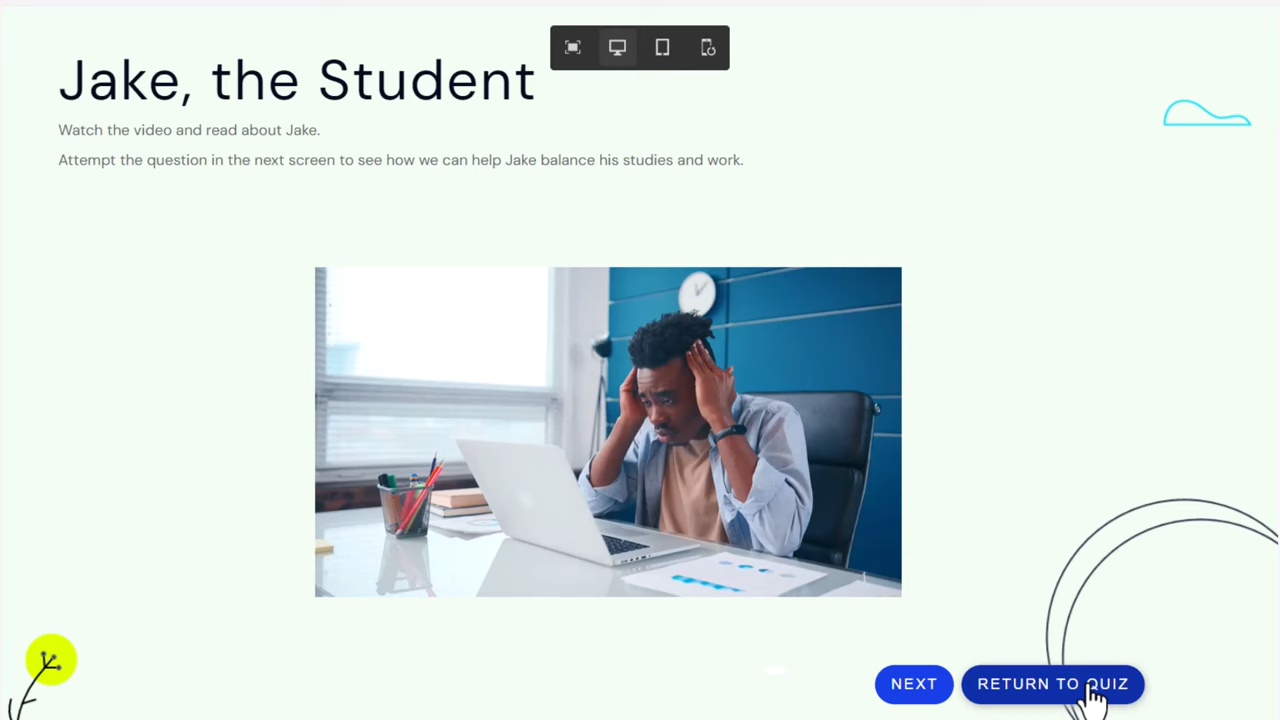 Jake, the Student
Watch the video and read about Jake.
Attempt the question in the next screen to see how we can help Jake balance his studies and work.
NEXT
RETURN TO QUIZ